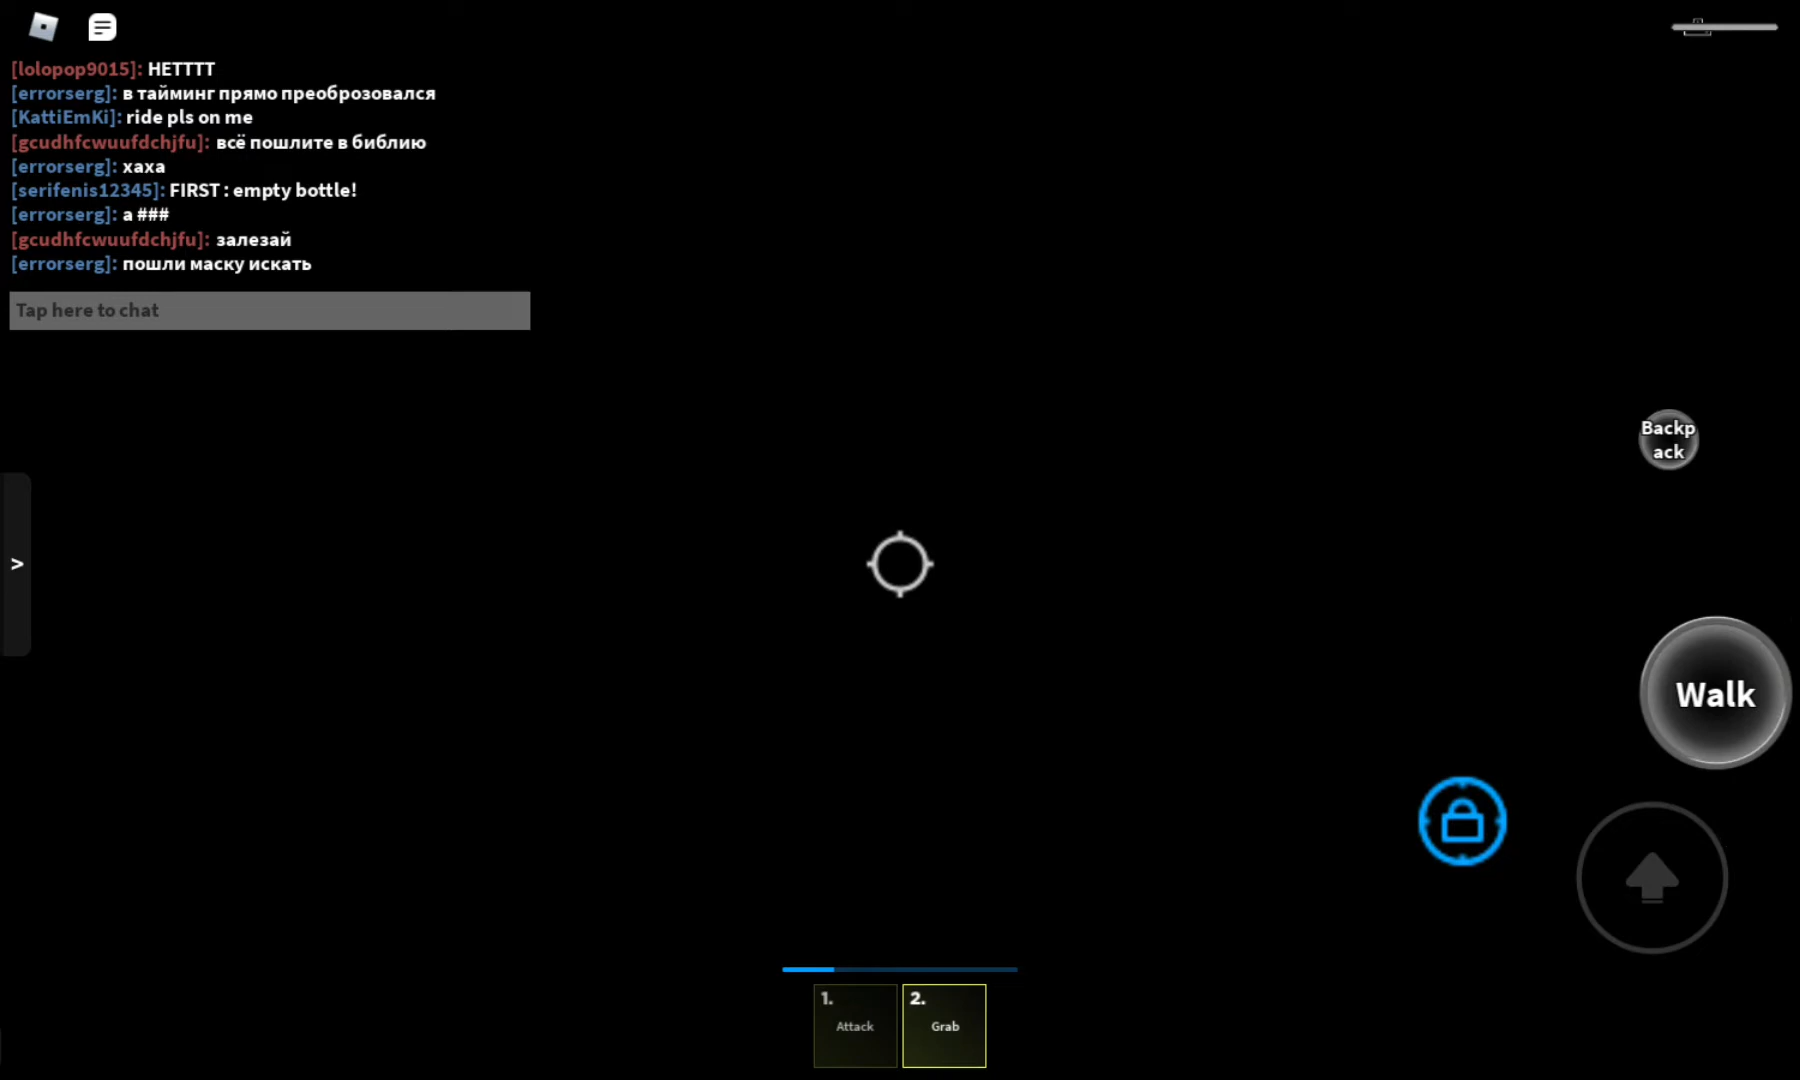 [lolopop9015]: НЕТТТТ
[errorserg]: в тайминг прямо преоброзовался
[KattiEmKi]: ride pls on me
[gcudhfcwuufdchjfu]: всё пошлите в библию
[errorserg]: хаха
[serifenis12345]: FIRST : empty bottle!
[errorserg]: а ###
[gcudhfcwuufdchjfu]: залезай
[errorserg]: пошли маску искать
Tap here to chat
Backp
ack
>
Walk
1.
Attack
2.
Grab